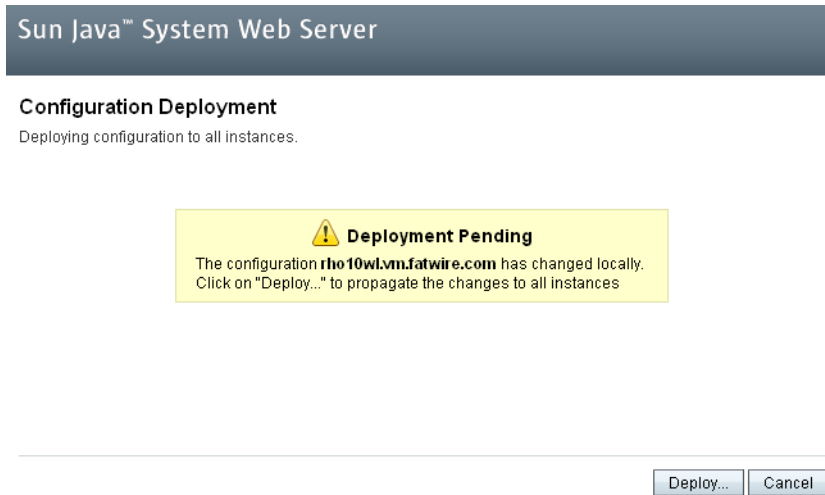 Sun Java™ System Web Server
Configuration Deployment
Deploying configuration to all instances.
Deployment Pending
The configuration rho10wl.vm.fatwire.com has changed locally.
Click on "Deploy..." to propagate the changes to all instances
Deploy... Cancel